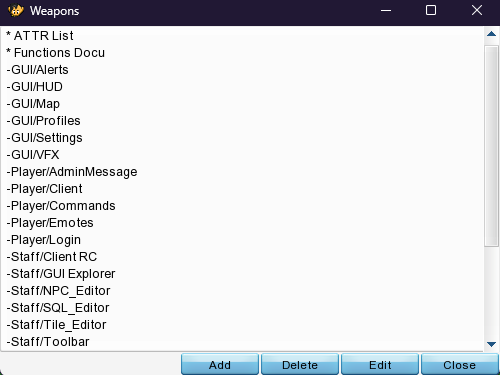 Weapons
* ATTR List
* Functions Docu
-GUI/Alerts
-GUI/HUD
-GUI/Map
-GUI/Profiles
-GUI/Settings
-GUI/VFX
-Player/AdminMessage
-Player/Client
-Player/Commands
-Player/Emotes
-Player/Login
-Staff/Client RC
-Staff/GUI Explorer
-Staff/NPC_Editor
-Staff/SQL_Editor
-Staff/Tile_Editor
-Staff/Toolbar
Add Delete Edit Close